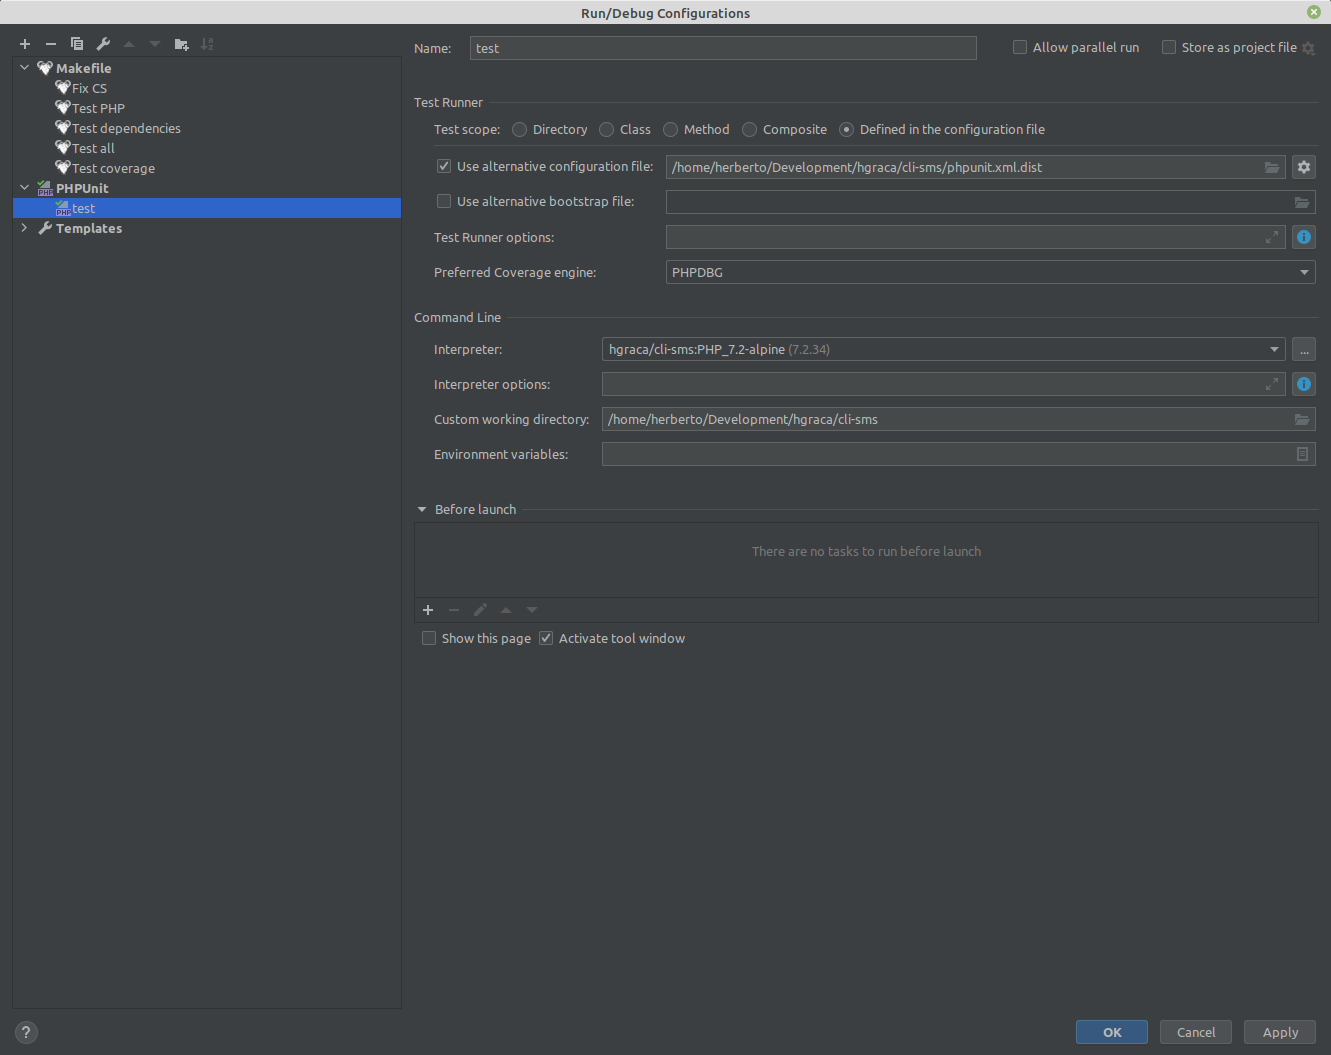 Run/Debug Configurations
Name: test
Allow parallel run
Store as project file
Makefile
Fix CS
Test PHP
Test dependencies
Test all
Test coverage
PHPUnit
test
Templates
Test Runner
Test scope: Directory Class Method Composite Defined in the configuration file
Use alternative configuration file: /home/herberto/Development/hgraca/cli-sms/phpunit.xml.dist
Use alternative bootstrap file:
Test Runner options:
Preferred Coverage engine: PHPDBG
Command Line
Interpreter: hgraca/cli-sms:PHP_7.2-alpine (7.2.34) ...
Interpreter options:
Custom working directory: /home/herberto/Development/hgraca/cli-sms
Environment variables:
Before launch
There are no tasks to run before launch
Show this page Activate tool window
? OK Cancel Apply